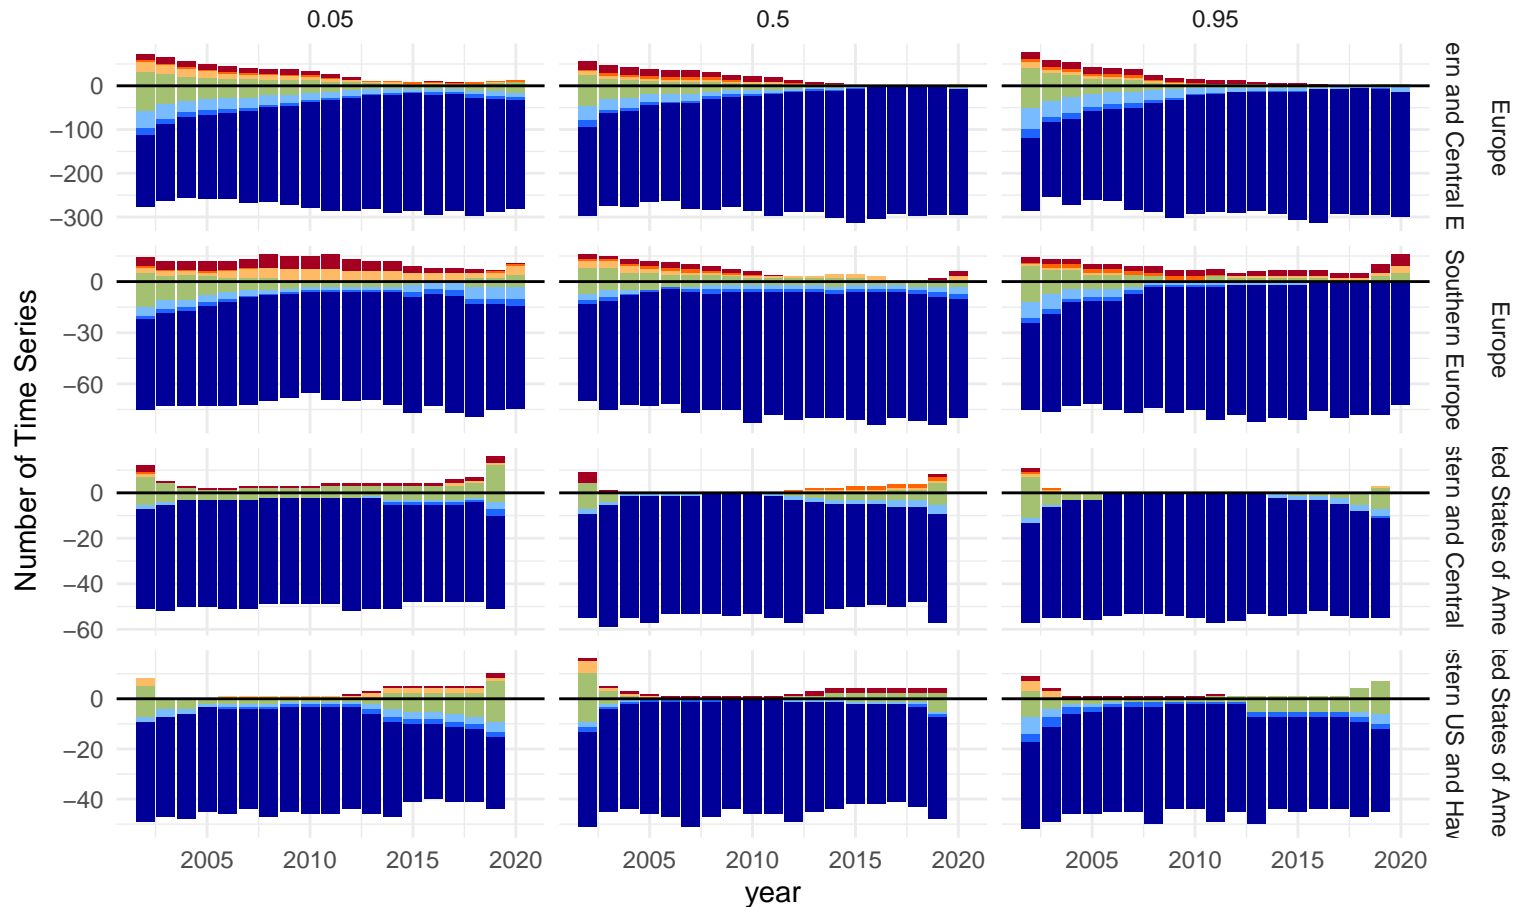 0.05 0.5 0.95
0
−100
−200
−300
ern and Central E
Europe
0
−30
−60
Southern Europe
Europe
0
−20
−40
−60
stern and Central
ted States of Ame
0
−20
−40
stern US and Hav
ted States of Ame
Number of Time Series
2005 2010 2015 2020 2005 2010 2015 2020 2005 2010 2015 2020
year